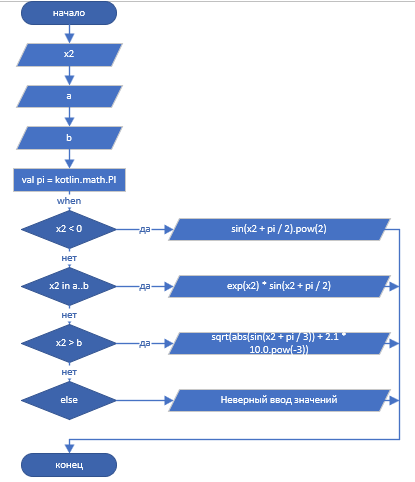 начало
x2
a
b
val pi = kotlin.math.PI
when
x2 < 0
да
sin(x2 + pi / 2).pow(2)
нет
x2 in a..b
да
exp(x2) * sin(x2 + pi / 2)
нет
x2 > b
да
sqrt(abs(sin(x2 + pi / 3)) + 2.1 *
10.0.pow(-3))
нет
else
Неверный ввод значений
конец